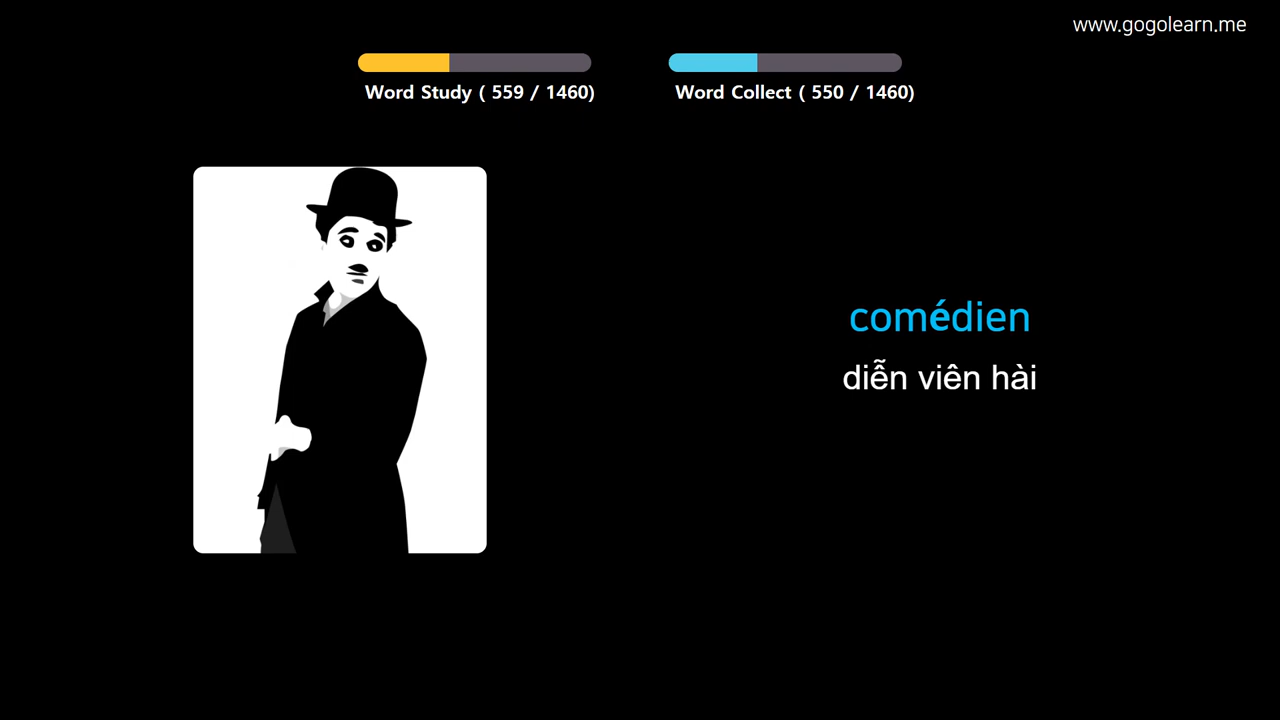 www.gogolearn.me
Word Study ( 559 / 1460)
Word Collect ( 550 / 1460)
comédien
diễn viên hài